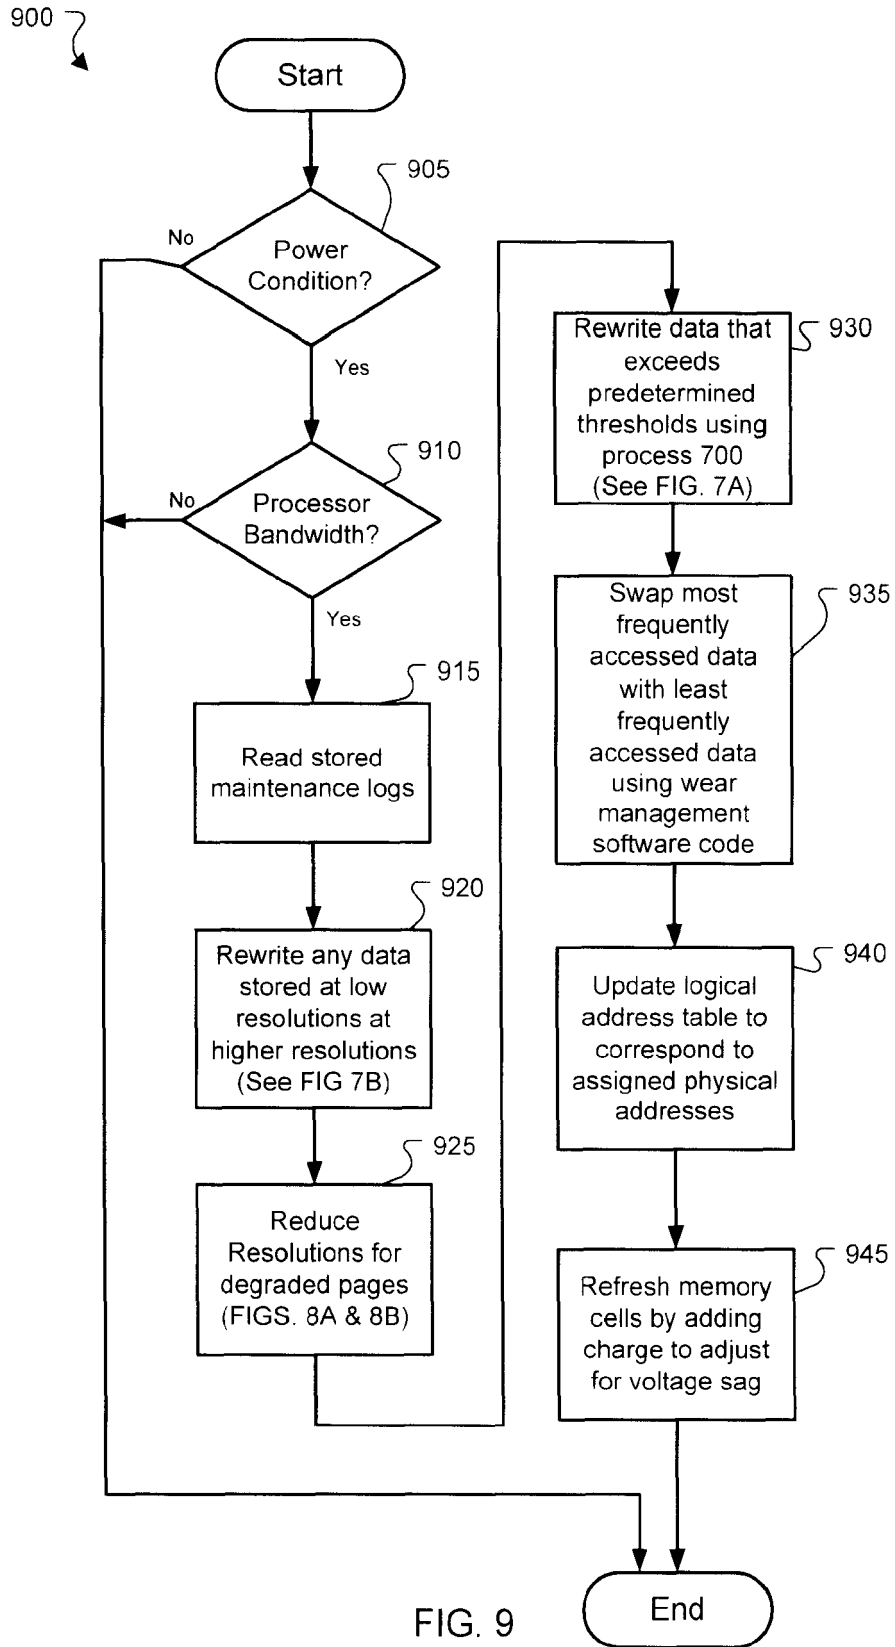 900
Start
905
Power
Condition?
No
Yes
910
Processor
Bandwidth?
No
Yes
915
Read stored
maintenance logs
920
Rewrite any data
stored at low
resolutions at
higher resolutions
(See FIG 7B)
925
Reduce
Resolutions for
degraded pages
(FIGS. 8A & 8B)
930
Rewrite data that
exceeds
predetermined
thresholds using
process 700
(See FIG. 7A)
935
Swap most
frequently
accessed data
with least
frequently
accessed data
using wear
management
software code
940
Update logical
address table to
correspond to
assigned physical
addresses
945
Refresh memory
cells by adding
charge to adjust
for voltage sag
End
FIG. 9